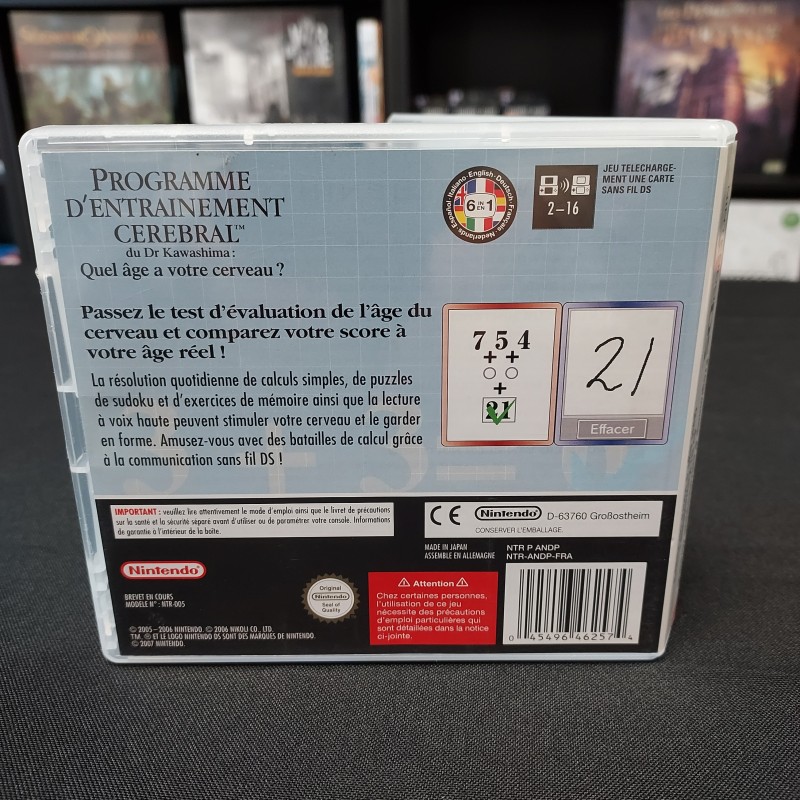 PROGRAMME
D'ENTRAINEMENT
CEREBRAL™
du Dr Kawashima :
Quel âge a votre cerveau ?
Italiano English Deutsch Français Nederlands Español
6 EN 1
2-16
JEU TELECHARGE-
MENT UNE CARTE
SANS FIL DS
Passez le test d'évaluation de l'âge du
cerveau et comparez votre score à
votre âge réel !
La résolution quotidienne de calculs simples, de puzzles
de sudoku et d'exercices de mémoire ainsi que la lecture
à voix haute peuvent stimuler votre cerveau et le garder
en forme. Amusez-vous avec des batailles de calcul grâce
à la communication sans fil DS !
7 5 4
+ +
+
21
21
Effacer
IMPORTANT : veuillez lire attentivement le mode d'emploi ainsi que le livret de précautions
sur la santé et la sécurité séparé avant d'utiliser ou de paramétrer votre console. Informations
de garantie à l'intérieur de la boîte.
CE Nintendo D-63760 Großostheim
CONSERVER L'EMBALLAGE.
MADE IN JAPAN
ASSEMBLE EN ALLEMAGNE
NTR P ANDP
NTR-ANDP-FRA
Nintendo
BREVET EN COURS
MODÈLE N° : NTR-005
Original
Nintendo
Seal of
Quality
Attention
Chez certaines personnes,
l'utilisation de ce jeu
nécessite des précautions
d'emploi particulières qui
sont détaillées dans la notice
ci-jointe.
0 45496 46257 4
© 2005–2006 NINTENDO. © 2006 NIKOLI CO., LTD.
TM, ® ET LE LOGO NINTENDO DS SONT DES MARQUES DE NINTENDO.
© 2007 NINTENDO.